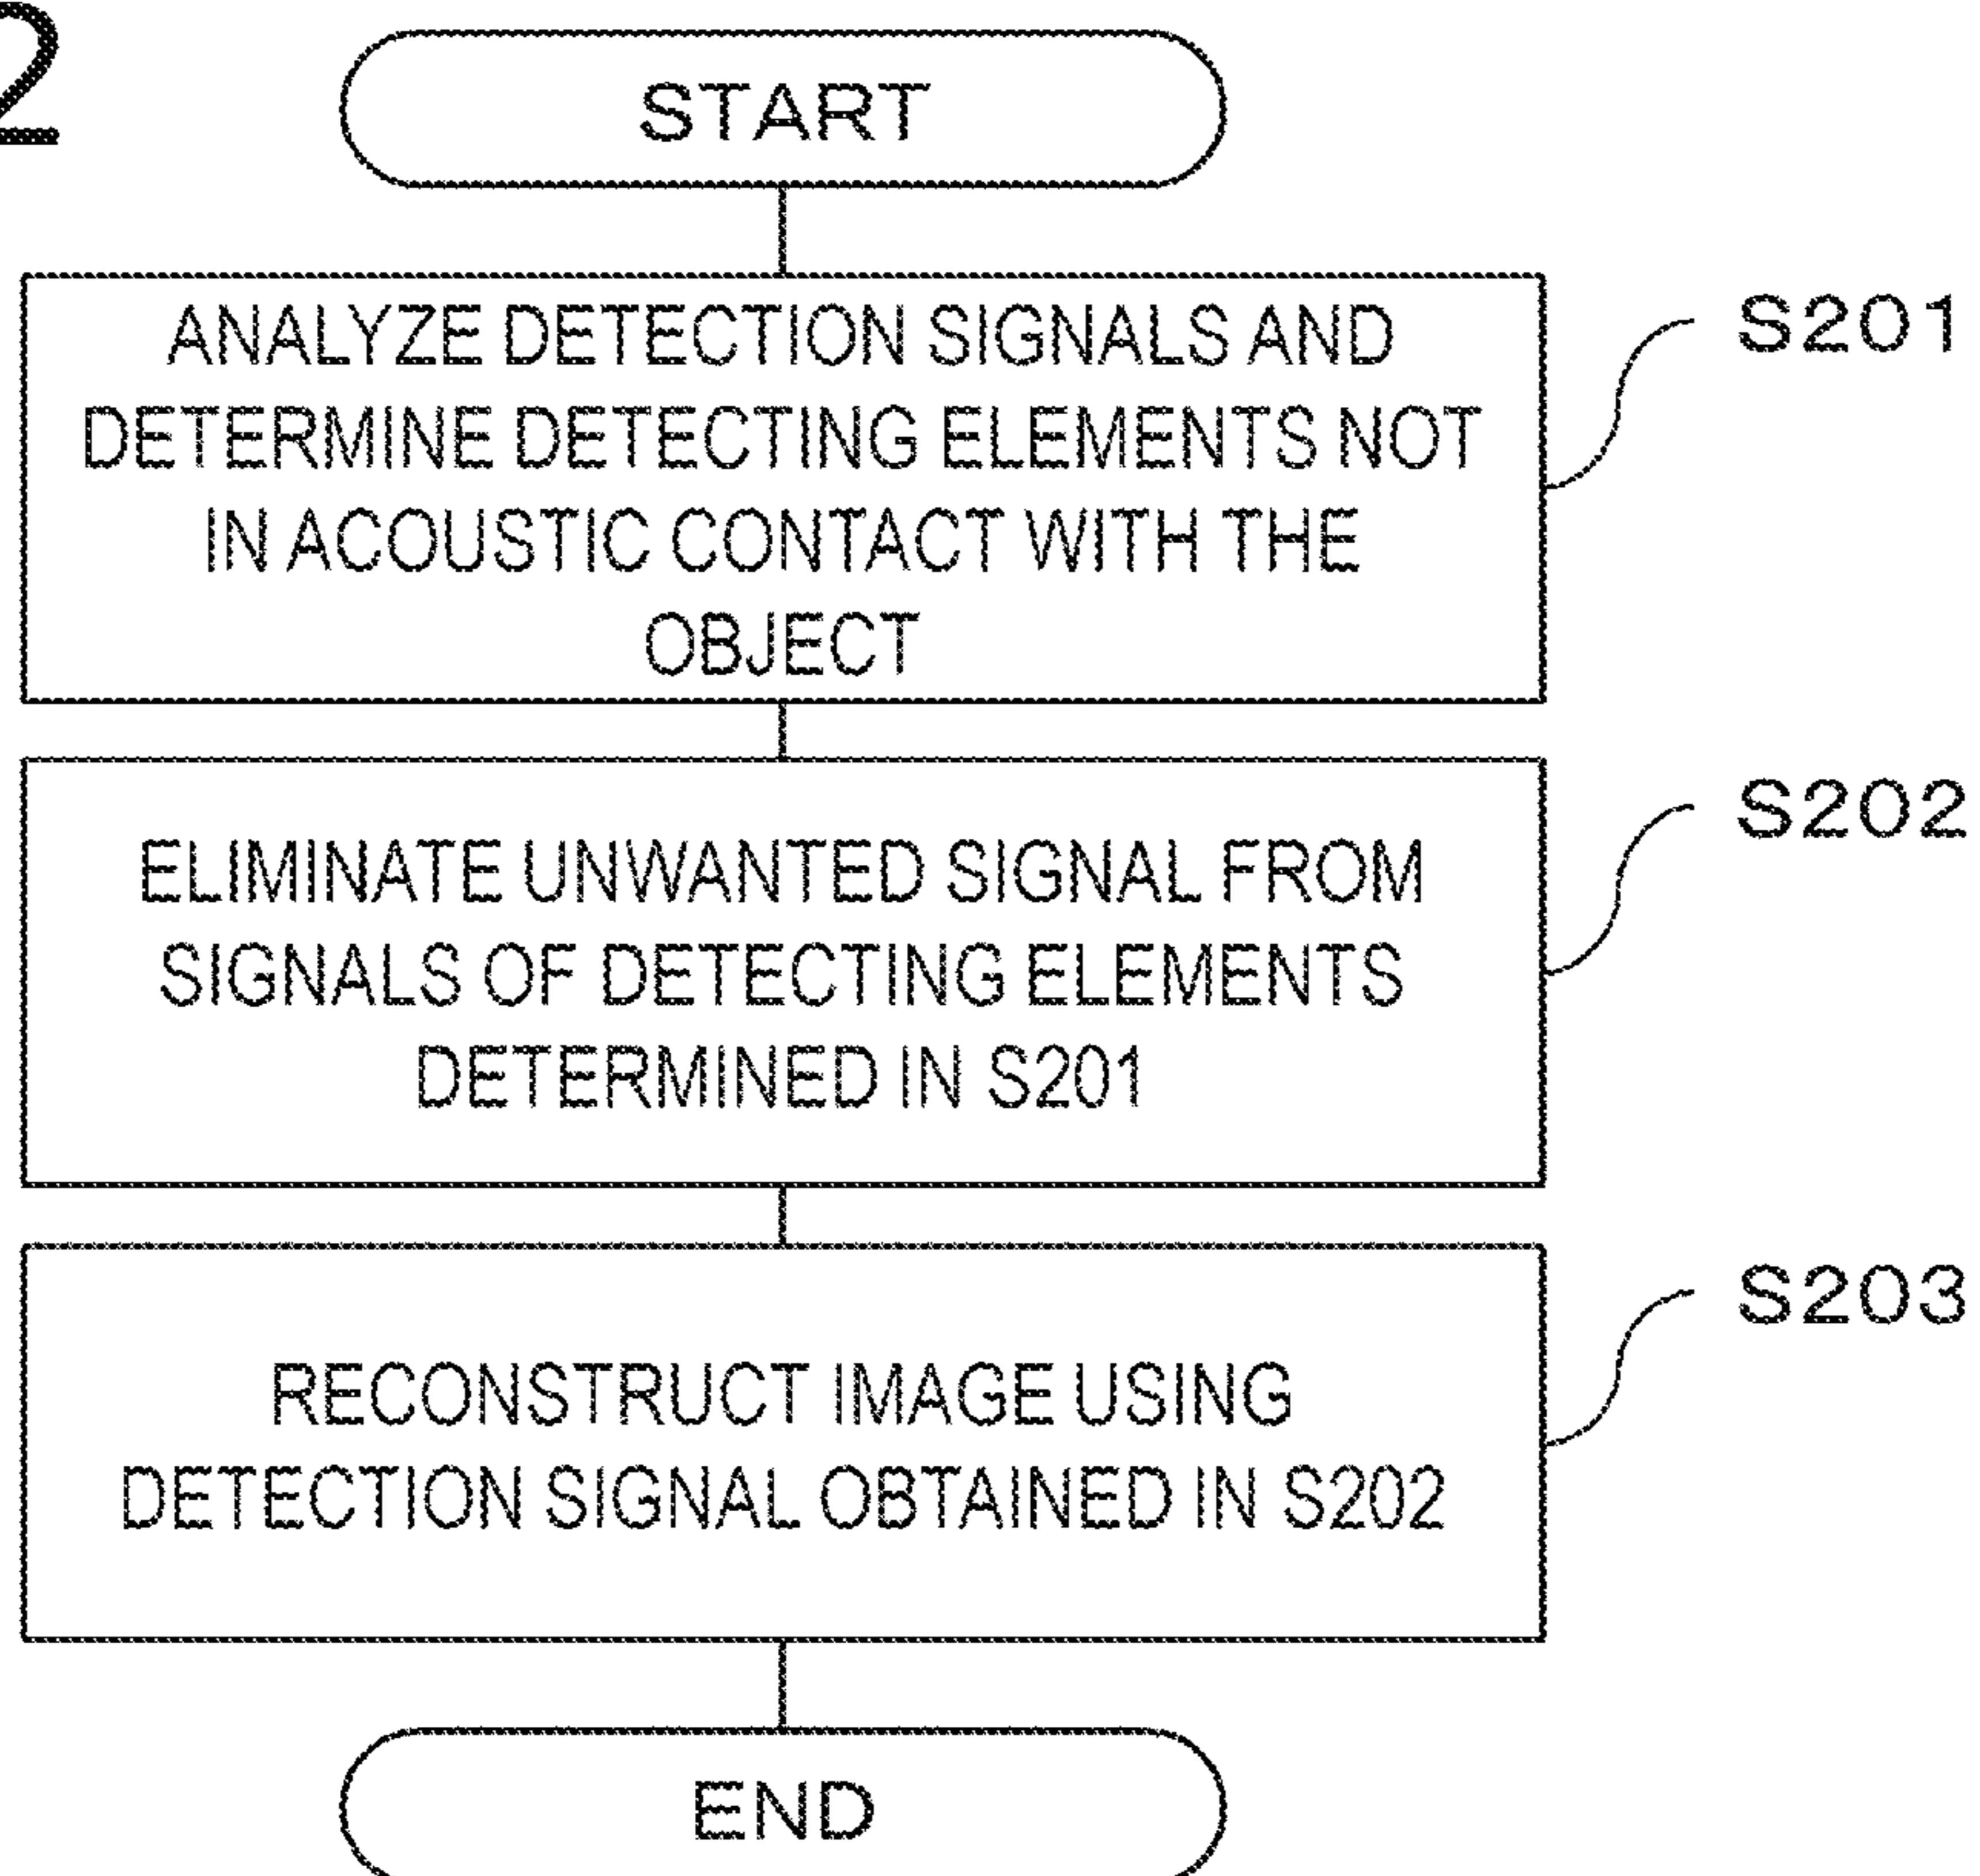 2
START
ANALYZE DETECTION SIGNALS AND
DETERMINE DETECTING ELEMENTS NOT
IN ACOUSTIC CONTACT WITH THE
OBJECT
S201
ELIMINATE UNWANTED SIGNAL FROM
SIGNALS OF DETECTING ELEMENTS
DETERMINED IN S201
S202
RECONSTRUCT IMAGE USING
DETECTION SIGNAL OBTAINED IN S202
S203
END